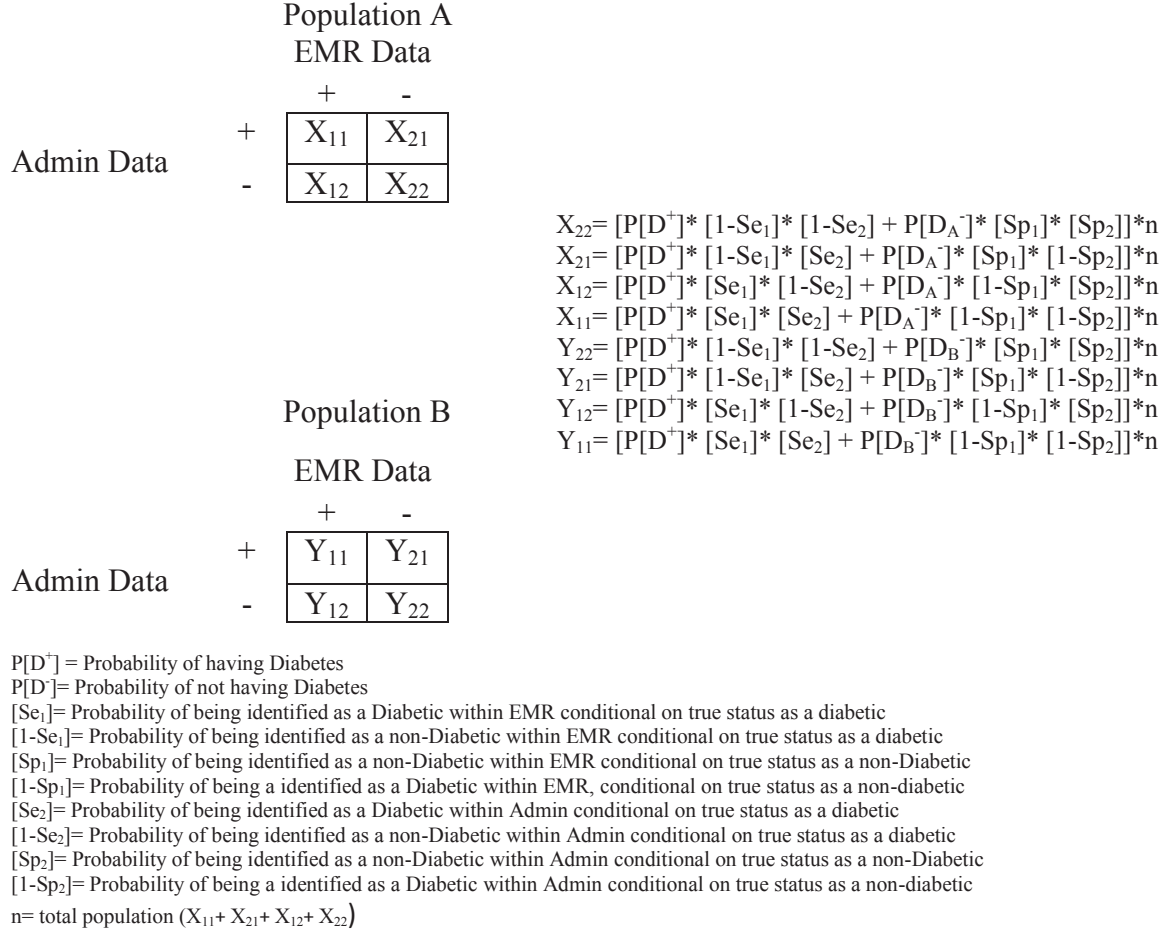 Population A
EMR Data
+ -
+ X₁₁ X₂₁
Admin Data
- X₁₂ X₂₂
X₂₂= [P[D⁺]* [1-Se₁]* [1-Se₂] + P[D_A⁻]* [Sp₁]* [Sp₂]]*n
X₂₁= [P[D⁺]* [1-Se₁]* [Se₂] + P[D_A⁻]* [Sp₁]* [1-Sp₂]]*n
X₁₂= [P[D⁺]* [Se₁]* [1-Se₂] + P[D_A⁻]* [1-Sp₁]* [Sp₂]]*n
X₁₁= [P[D⁺]* [Se₁]* [Se₂] + P[D_A⁻]* [1-Sp₁]* [1-Sp₂]]*n
Y₂₂= [P[D⁺]* [1-Se₁]* [1-Se₂] + P[D_B⁻]* [Sp₁]* [Sp₂]]*n
Y₂₁= [P[D⁺]* [1-Se₁]* [Se₂] + P[D_B⁻]* [Sp₁]* [1-Sp₂]]*n
Y₁₂= [P[D⁺]* [Se₁]* [1-Se₂] + P[D_B⁻]* [1-Sp₁]* [Sp₂]]*n
Y₁₁= [P[D⁺]* [Se₁]* [Se₂] + P[D_B⁻]* [1-Sp₁]* [1-Sp₂]]*n
Population B
EMR Data
+ -
+ Y₁₁ Y₂₁
Admin Data
- Y₁₂ Y₂₂
P[D⁺] = Probability of having Diabetes
P[D⁻]= Probability of not having Diabetes
[Se₁]= Probability of being identified as a Diabetic within EMR conditional on true status as a diabetic
[1-Se₁]= Probability of being identified as a non-Diabetic within EMR conditional on true status as a diabetic
[Sp₁]= Probability of being identified as a non-Diabetic within EMR conditional on true status as a non-Diabetic
[1-Sp₁]= Probability of being a identified as a Diabetic within EMR, conditional on true status as a non-diabetic
[Se₂]= Probability of being identified as a Diabetic within Admin conditional on true status as a diabetic
[1-Se₂]= Probability of being identified as a non-Diabetic within Admin conditional on true status as a diabetic
[Sp₂]= Probability of being identified as a non-Diabetic within Admin conditional on true status as a non-Diabetic
[1-Sp₂]= Probability of being a identified as a Diabetic within Admin conditional on true status as a non-diabetic
n= total population (X₁₁+ X₂₁+ X₁₂+ X₂₂)